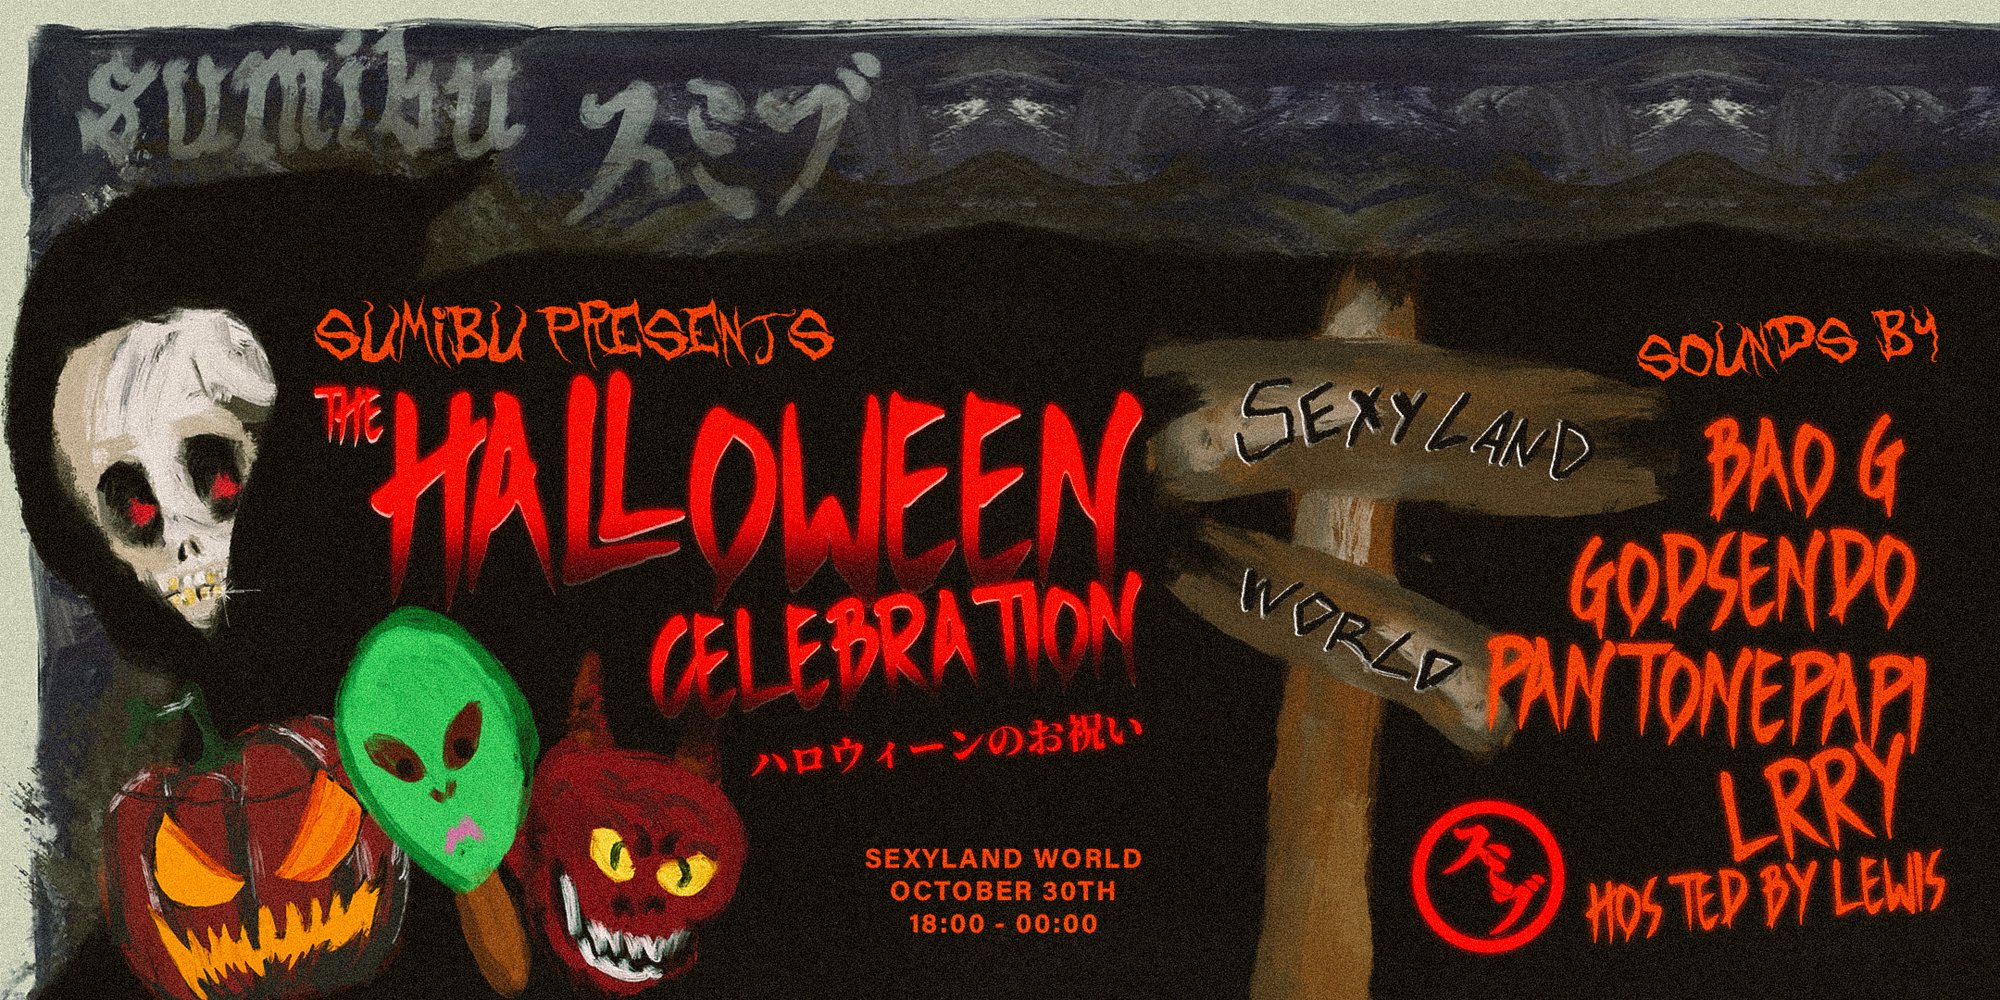 sumibu スミブ
SUMiBU PRESENTS
THE HALLOWEEN
CELEBRATION
ハロウィーンのお祝い
SEXYLAND WORLD
OCTOBER 30TH
18:00 - 00:00
SEXYLAND
WORLD
SOUNDS BY
BAO G
GODSENDO
PANTONEPAPI
LRRY
HOSTED BY LEWIS
スミブ